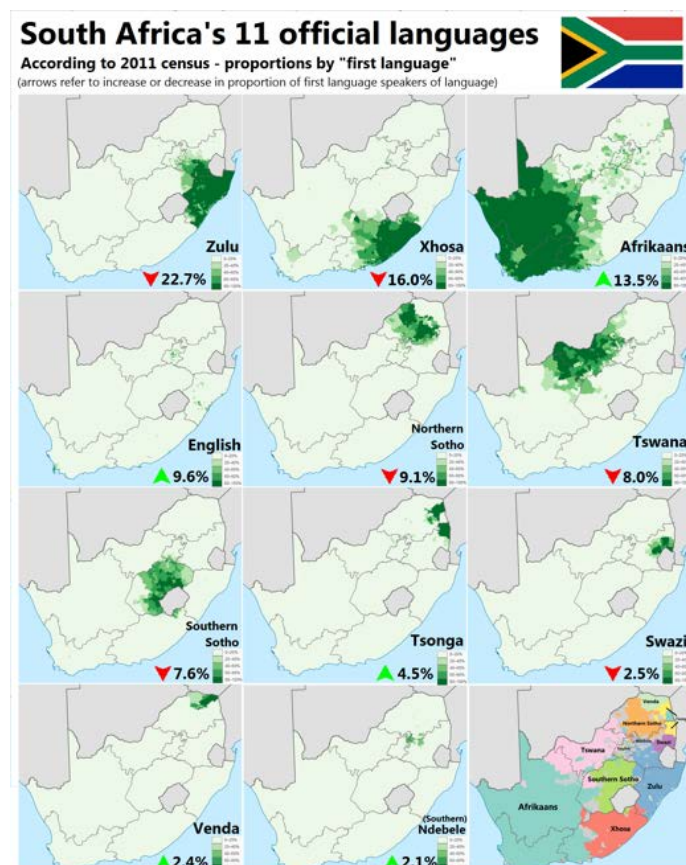 South Africa's 11 official languages
According to 2011 census - proportions by "first language"
(arrows refer to increase or decrease in proportion of first language speakers of language)
Zulu
22.7%
Xhosa
16.0%
Afrikaans
13.5%
English
9.6%
Northern
Sotho
9.1%
Tswana
8.0%
Southern
Sotho
7.6%
Tsonga
4.5%
Swazi
2.5%
Venda
2.4%
(Southern)
Ndebele
2.1%
Venda
Northern Sotho
Tswana
Southern Sotho
Zulu
Afrikaans
Xhosa